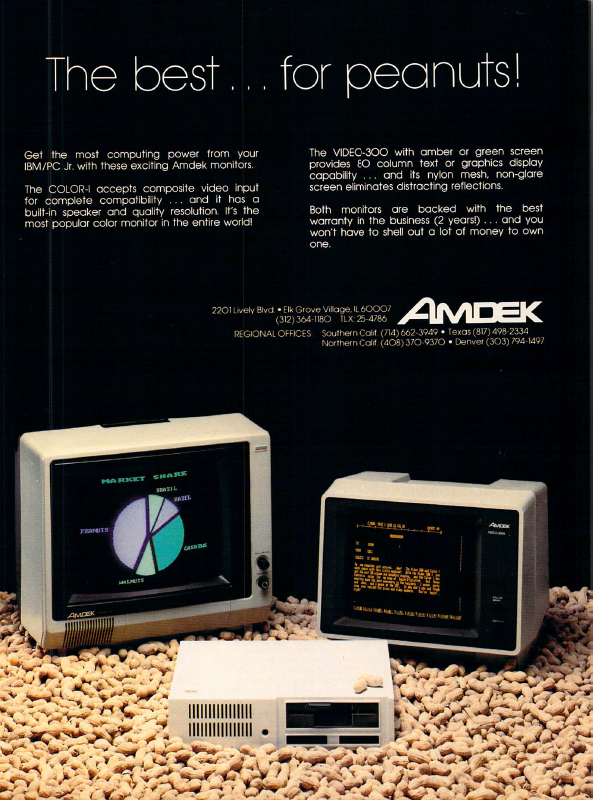 The best . . . for peanuts!
Get the most computing power from your
IBM/PC Jr. with these exciting Amdek monitors.
The COLOR-I accepts composite video input
for complete compatibility . . . and it has a
built-in speaker and quality resolution. It's the
most popular color monitor in the entire world!
The VIDEO-300 with amber or green screen
provides 80 column text or graphics display
capability . . . and its nylon mesh, non-glare
screen eliminates distracting reflections.
Both monitors are backed with the best
warranty in the business (2 years!) . . . and you
won't have to shell out a lot of money to own
one.
2201 Lively Blvd. • Elk Grove Village, IL 60007
(312) 364-1180 TLX: 25-4786
AMDEK
REGIONAL OFFICES: Southern Calif. (714) 662-3949 • Texas (817) 498-2334
Northern Calif. (408) 370-9370 • Denver (303) 794-1497
MARKET SHARE
BRAZIL
HAZEL
PEANUTS
CASHEW
WALNUTS
AMDEK
AMDEK